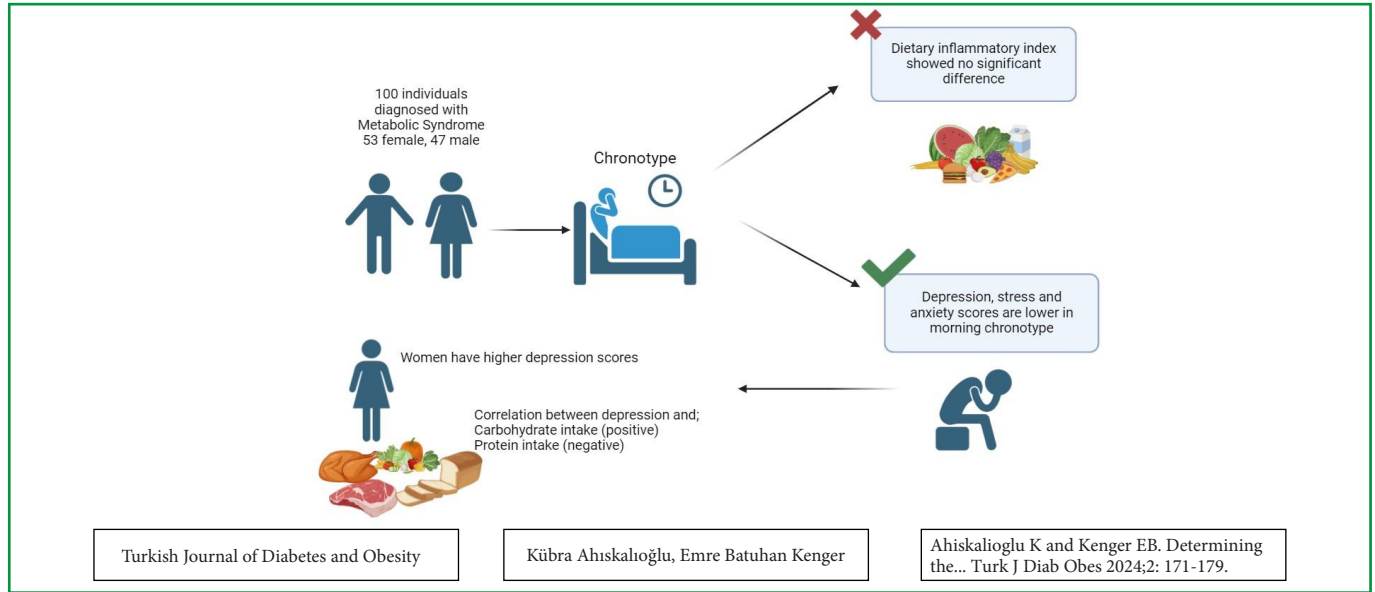 100 individuals
diagnosed with
Metabolic Syndrome
53 female, 47 male
Chronotype
Dietary inflammatory index
showed no significant
difference
Depression, stress and
anxiety scores are lower in
morning chronotype
Women have higher depression scores
Correlation between depression and;
Carbohydrate intake (positive)
Protein intake (negative)
Turkish Journal of Diabetes and Obesity
Kübra Ahıskalıoğlu, Emre Batuhan Kenger
Ahiskalioglu K and Kenger EB. Determining
the... Turk J Diab Obes 2024;2: 171-179.